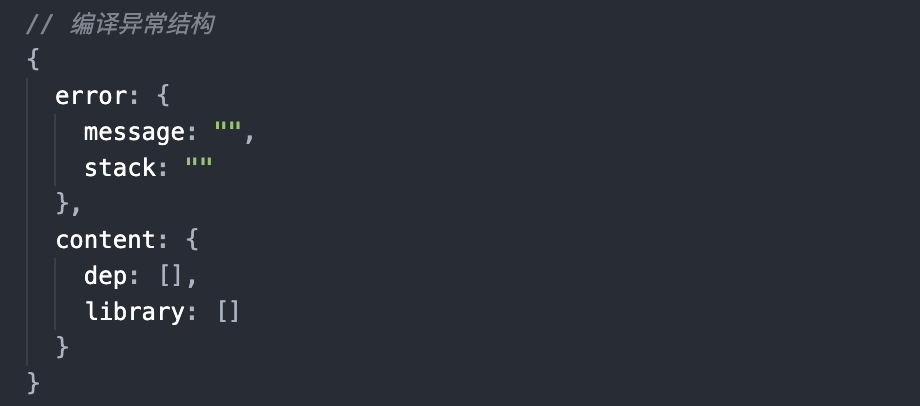 // 编译异常结构
{
  error: {
    message: "",
    stack: ""
  },
  content: {
    dep: [],
    library: []
  }
}